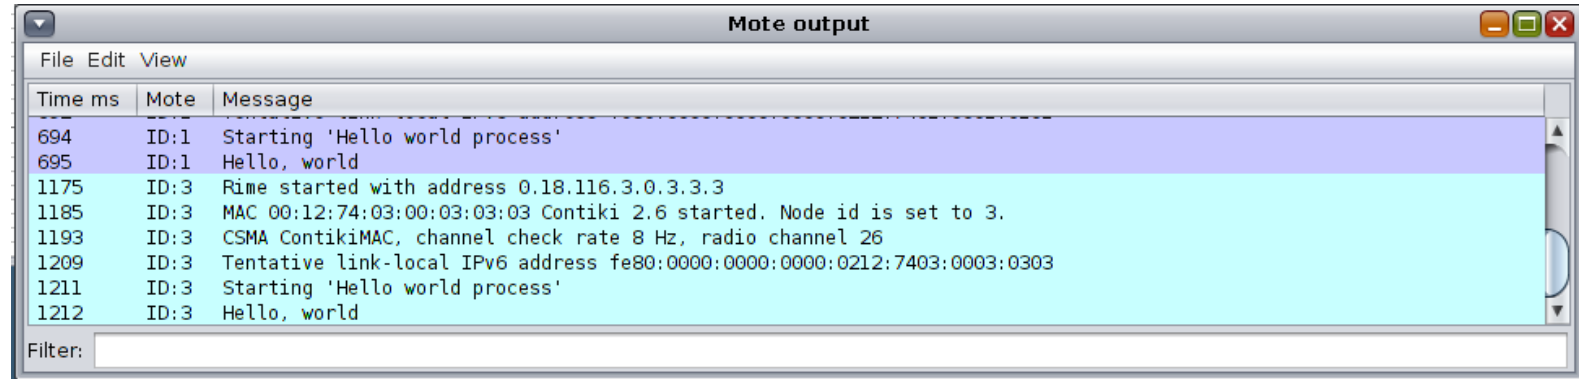 Mote output
File Edit View
Time ms Mote Message
694 ID:1 Starting 'Hello world process'
695 ID:1 Hello, world
1175 ID:3 Rime started with address 0.18.116.3.0.3.3.3
1185 ID:3 MAC 00:12:74:03:00:03:03:03 Contiki 2.6 started. Node id is set to 3.
1193 ID:3 CSMA ContikiMAC, channel check rate 8 Hz, radio channel 26
1209 ID:3 Tentative link-local IPv6 address fe80:0000:0000:0000:0212:7403:0003:0303
1211 ID:3 Starting 'Hello world process'
1212 ID:3 Hello, world
Filter: